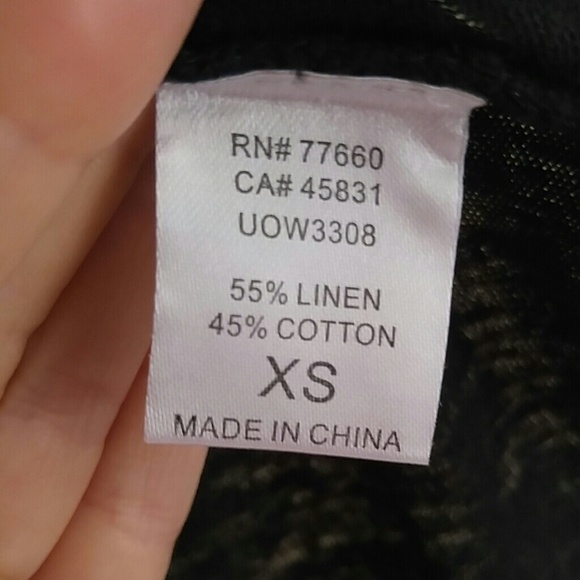 RN# 77660
CA# 45831
UOW3308
55% LINEN
45% COTTON
XS
MADE IN CHINA